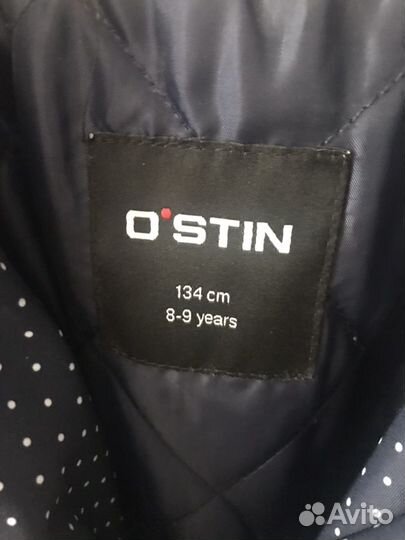 O'STIN
134 cm
8-9 years
Avito